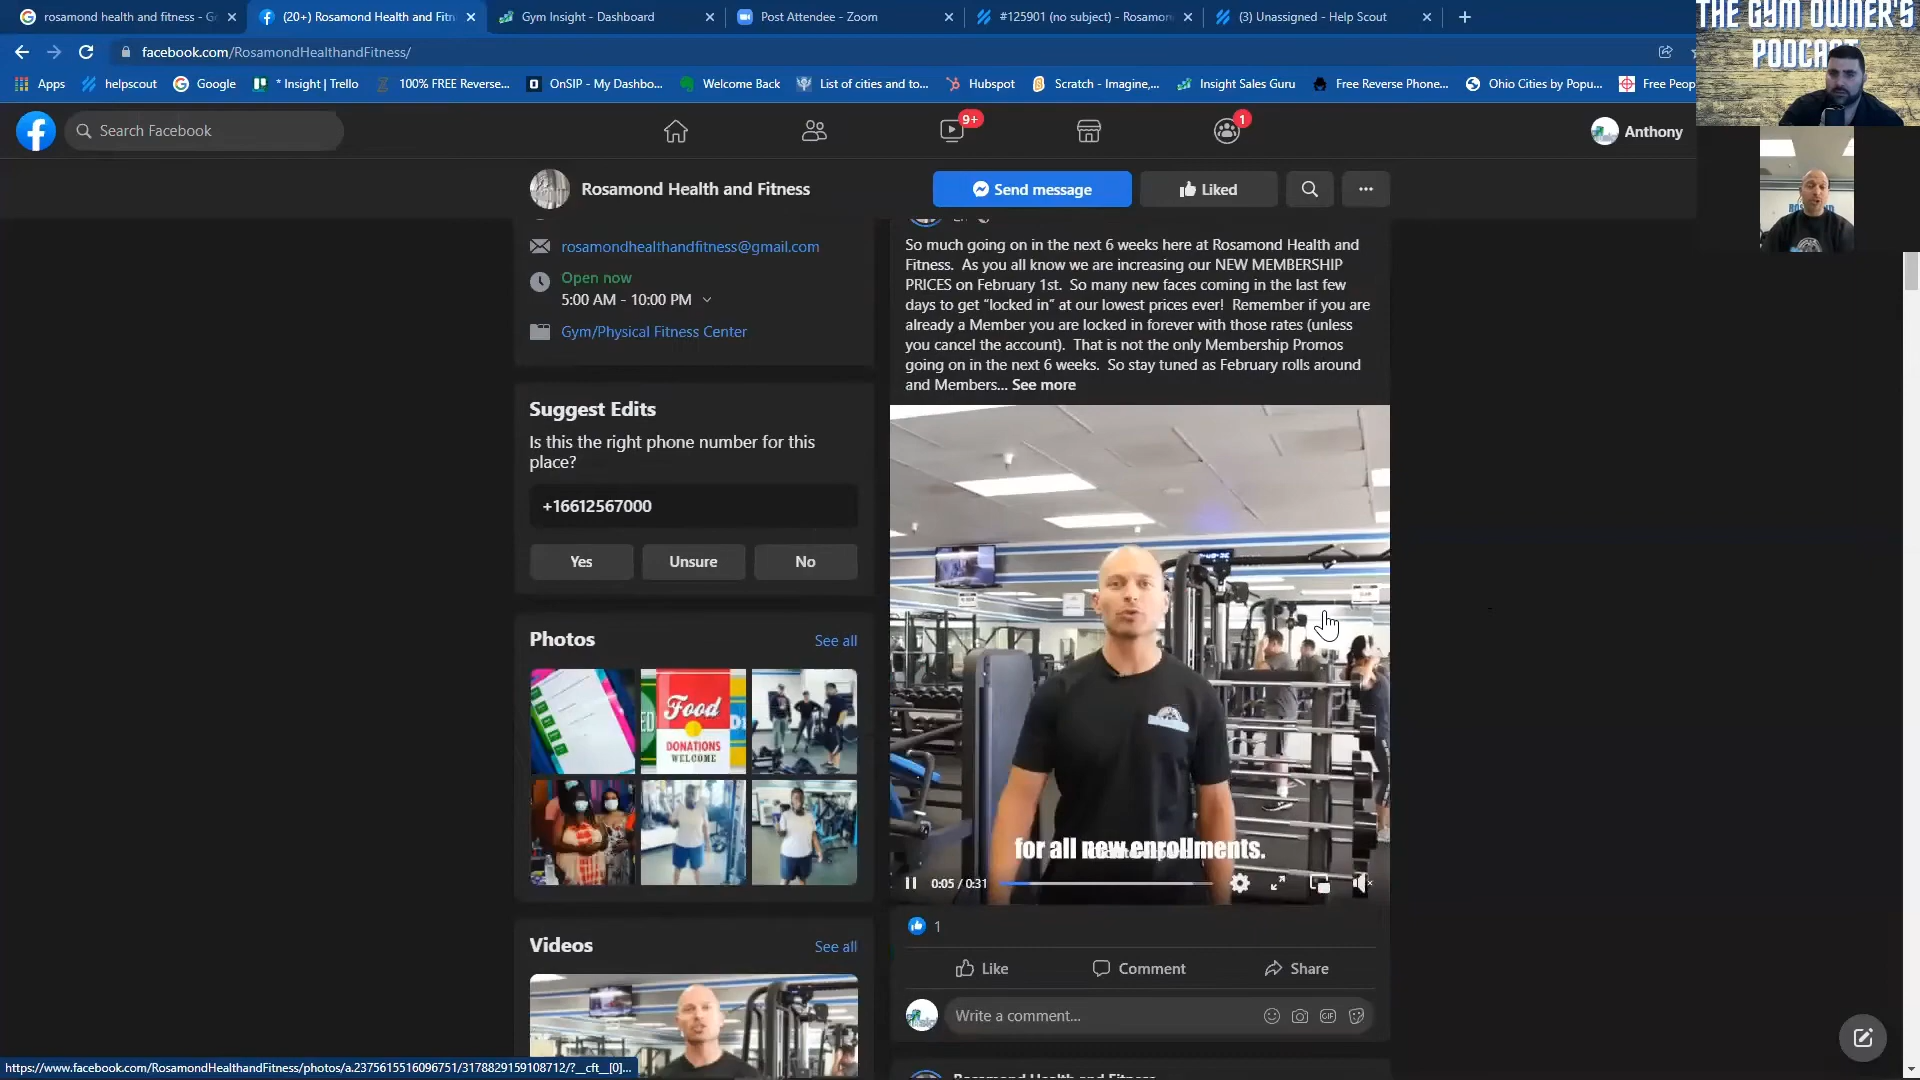 rosamond health and fitness - G
(20+) Rosamond Health and Fitn
Gym Insight - Dashboard
Post Attendee - Zoom
#125901 (no subject) - Rosamon
(3) Unassigned - Help Scout
facebook.com/RosamondHealthandFitness/
Apps
helpscout
Google
* Insight | Trello
100% FREE Reverse...
OnSIP - My Dashbo...
Welcome Back
List of cities and to...
Hubspot
Scratch - Imagine,...
Insight Sales Guru
Free Reverse Phone...
Ohio Cities by Popu...
Free Peop
THE GYM OWNER'S
PODCAST
Search Facebook
9+
1
Anthony
Rosamond Health and Fitness
Send message
Liked
rosamondhealthandfitness@gmail.com
Open now
5:00 AM - 10:00 PM
Gym/Physical Fitness Center
Suggest Edits
Is this the right phone number for this
place?
+16612567000
Yes
Unsure
No
Photos
See all
Food
DONATIONS
WELCOME
Videos
See all
So much going on in the next 6 weeks here at Rosamond Health and
Fitness. As you all know we are increasing our NEW MEMBERSHIP
PRICES on February 1st. So many new faces coming in the last few
days to get “locked in” at our lowest prices ever! Remember if you are
already a Member you are locked in forever with those rates (unless
you cancel the account). That is not the only Membership Promos
going on in the next 6 weeks. So stay tuned as February rolls around
and Members... See more
for all new enrollments.
0:05 / 0:31
1
Like
Comment
Share
Write a comment...
GIF
https://www.facebook.com/RosamondHealthandFitness/photos/a.2375615516096751/3178829159108712/?__cft__[0]...